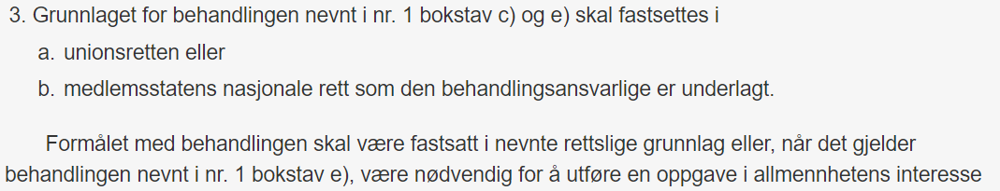 3. Grunnlaget for behandlingen nevnt i nr. 1 bokstav c) og e) skal fastsettes i
a. unionsretten eller
b. medlemsstatens nasjonale rett som den behandlingsansvarlige er underlagt.
Formålet med behandlingen skal være fastsatt i nevnte rettslige grunnlag eller, når det gjelder
behandlingen nevnt i nr. 1 bokstav e), være nødvendig for å utføre en oppgave i allmennhetens interesse